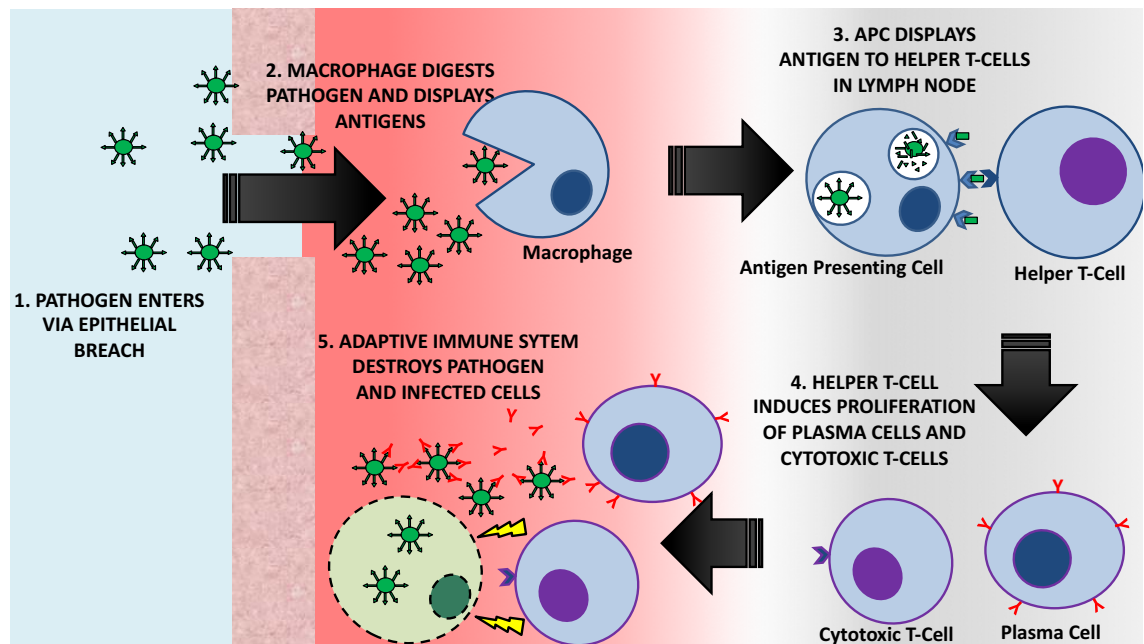 1. PATHOGEN ENTERS
VIA EPITHELIAL
BREACH
2. MACROPHAGE DIGESTS
PATHOGEN AND DISPLAYS
ANTIGENS
Macrophage
3. APC DISPLAYS
ANTIGEN TO HELPER T-CELLS
IN LYMPH NODE
Antigen Presenting Cell
Helper T-Cell
4. HELPER T-CELL
INDUCES PROLIFERATION
OF PLASMA CELLS AND
CYTOTOXIC T-CELLS
Cytotoxic T-Cell
Plasma Cell
5. ADAPTIVE IMMUNE SYTEM
DESTROYS PATHOGEN
AND INFECTED CELLS